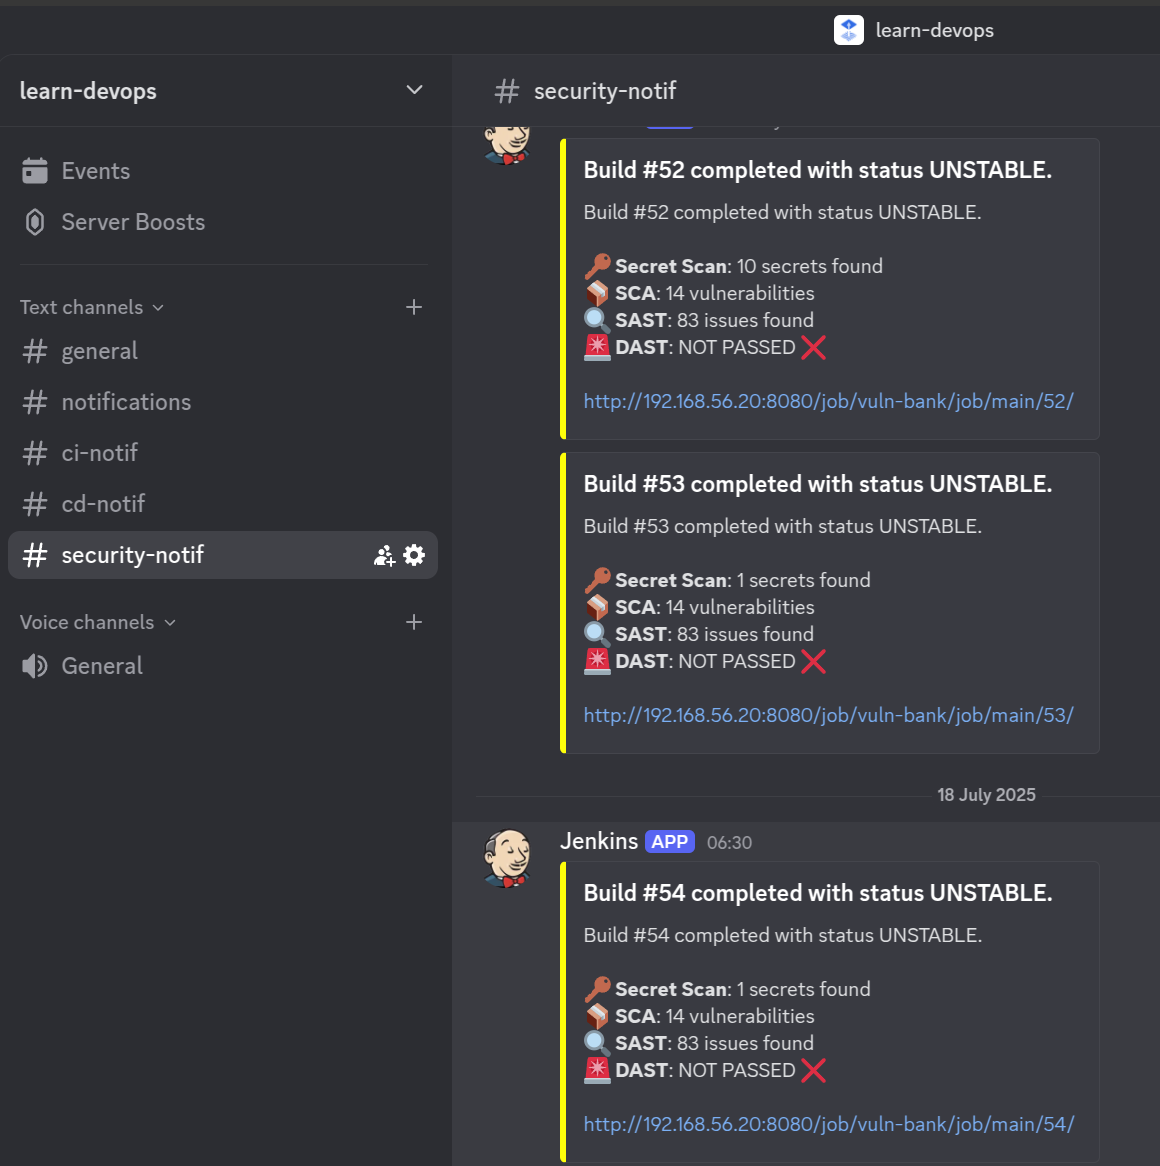 learn-devops
learn-devops
Events
Server Boosts
Text channels
general
notifications
ci-notif
cd-notif
security-notif
Voice channels
General
security-notif
Build #52 completed with status UNSTABLE.
Build #52 completed with status UNSTABLE.
Secret Scan: 10 secrets found
SCA: 14 vulnerabilities
SAST: 83 issues found
DAST: NOT PASSED ❌
http://192.168.56.20:8080/job/vuln-bank/job/main/52/
Build #53 completed with status UNSTABLE.
Build #53 completed with status UNSTABLE.
Secret Scan: 1 secrets found
SCA: 14 vulnerabilities
SAST: 83 issues found
DAST: NOT PASSED ❌
http://192.168.56.20:8080/job/vuln-bank/job/main/53/
18 July 2025
Jenkins APP 06:30
Build #54 completed with status UNSTABLE.
Build #54 completed with status UNSTABLE.
Secret Scan: 1 secrets found
SCA: 14 vulnerabilities
SAST: 83 issues found
DAST: NOT PASSED ❌
http://192.168.56.20:8080/job/vuln-bank/job/main/54/